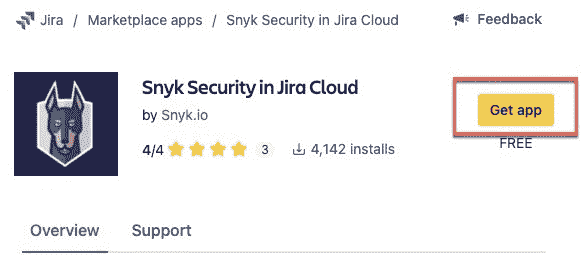 Jira / Marketplace apps / Snyk Security in Jira Cloud Feedback
Snyk Security in Jira Cloud
by Snyk.io
Get app
4/4 3 4,142 installs
FREE
Overview Support